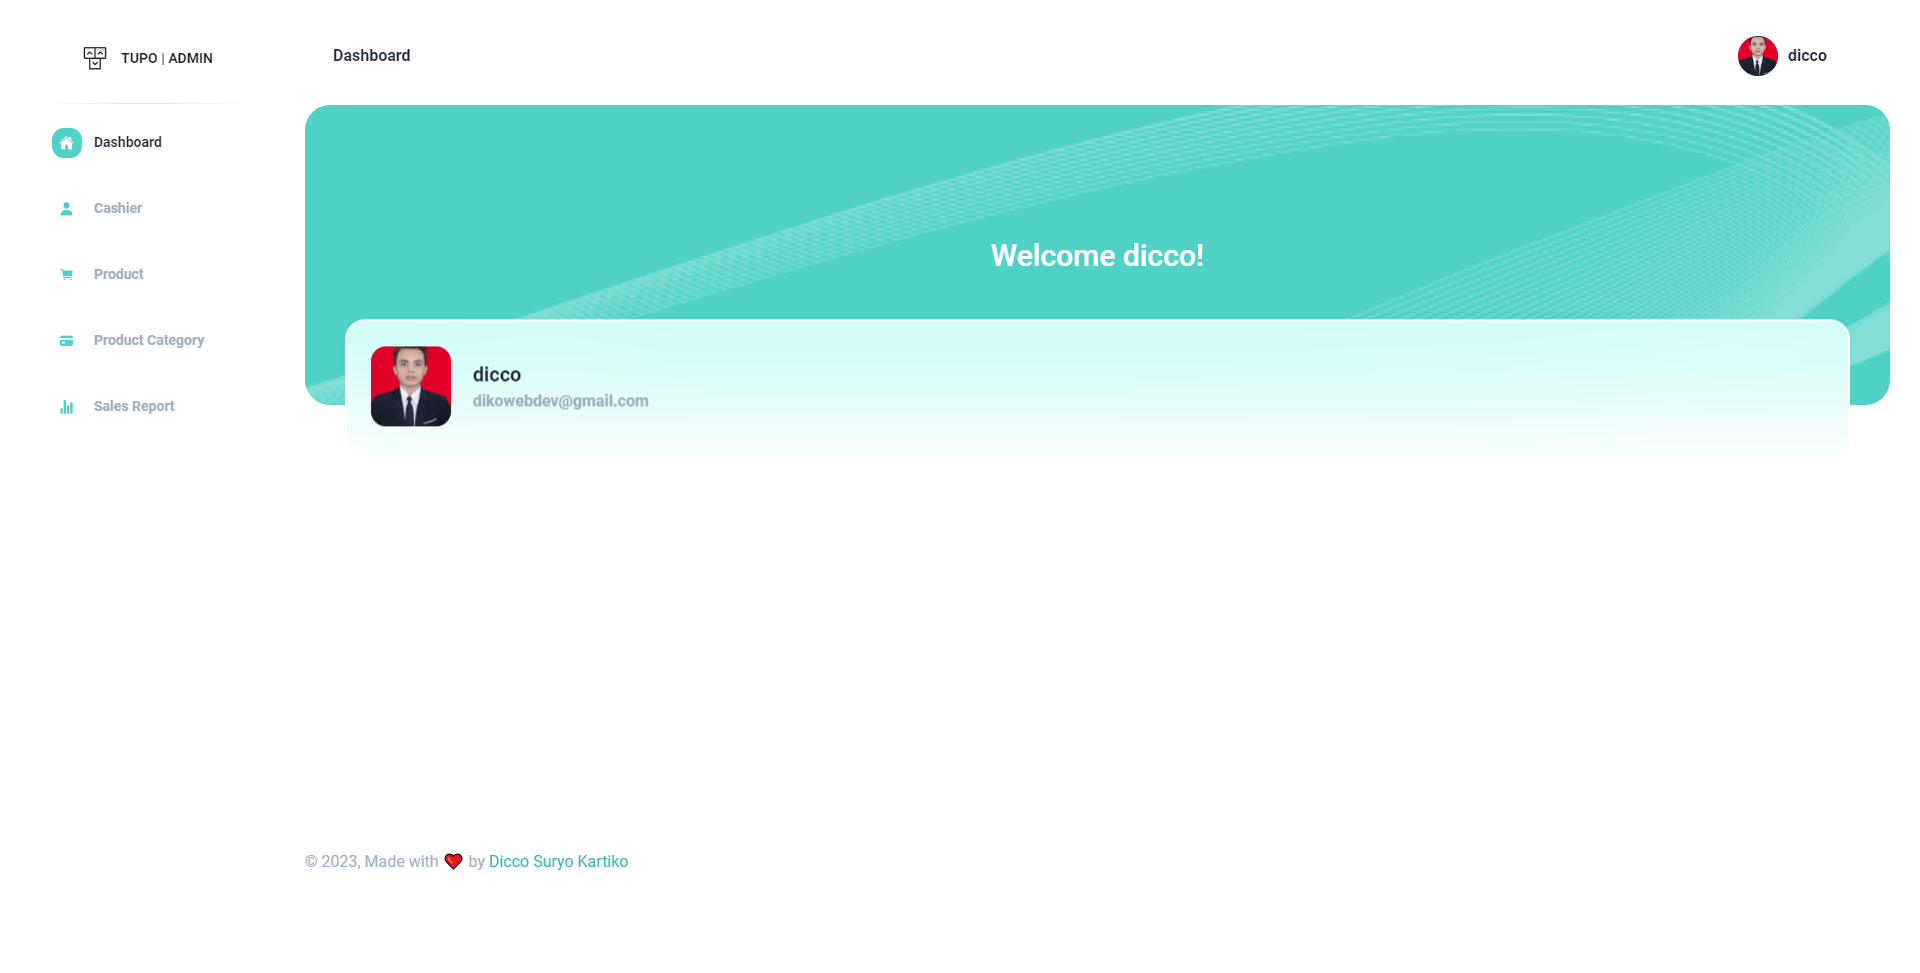 TUPO | ADMIN
Dashboard
dicco
Dashboard
Cashier
Product
Product Category
Sales Report
Welcome dicco!
dicco
dikowebdev@gmail.com
© 2023, Made with ❤️ by Dicco Suryo Kartiko